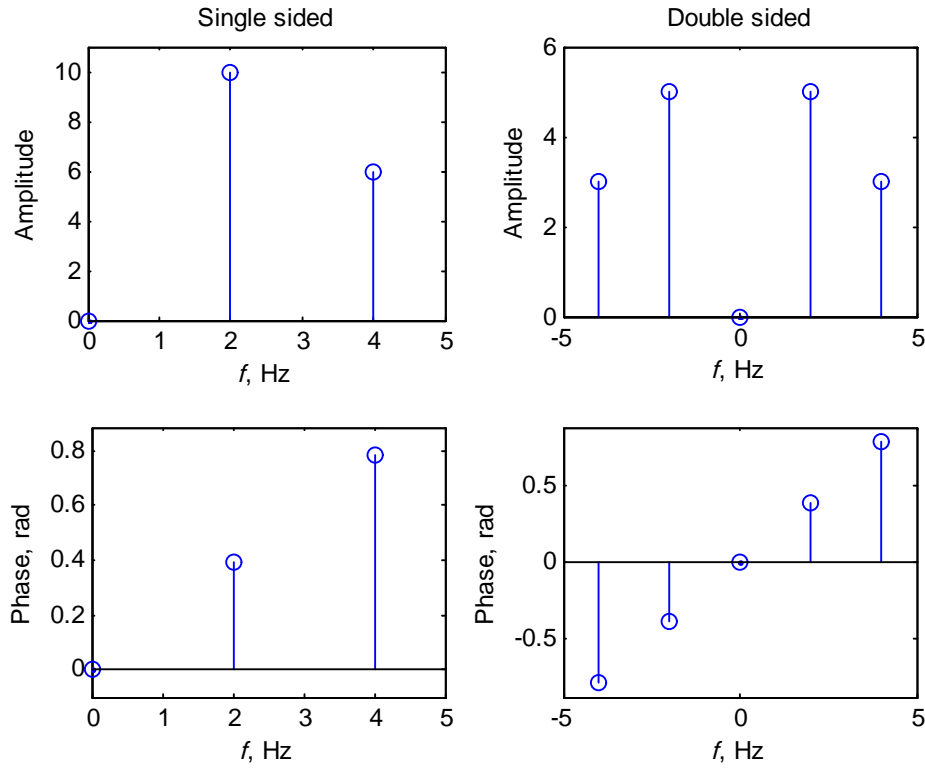 Single sided
10
8
6
4
2
0
Amplitude
0 1 2 3 4 5
f, Hz
Double sided
6
4
2
0
Amplitude
-5 0 5
f, Hz
0.8
0.6
0.4
0.2
0
Phase, rad
0 1 2 3 4 5
f, Hz
0.5
0
-0.5
Phase, rad
-5 0 5
f, Hz